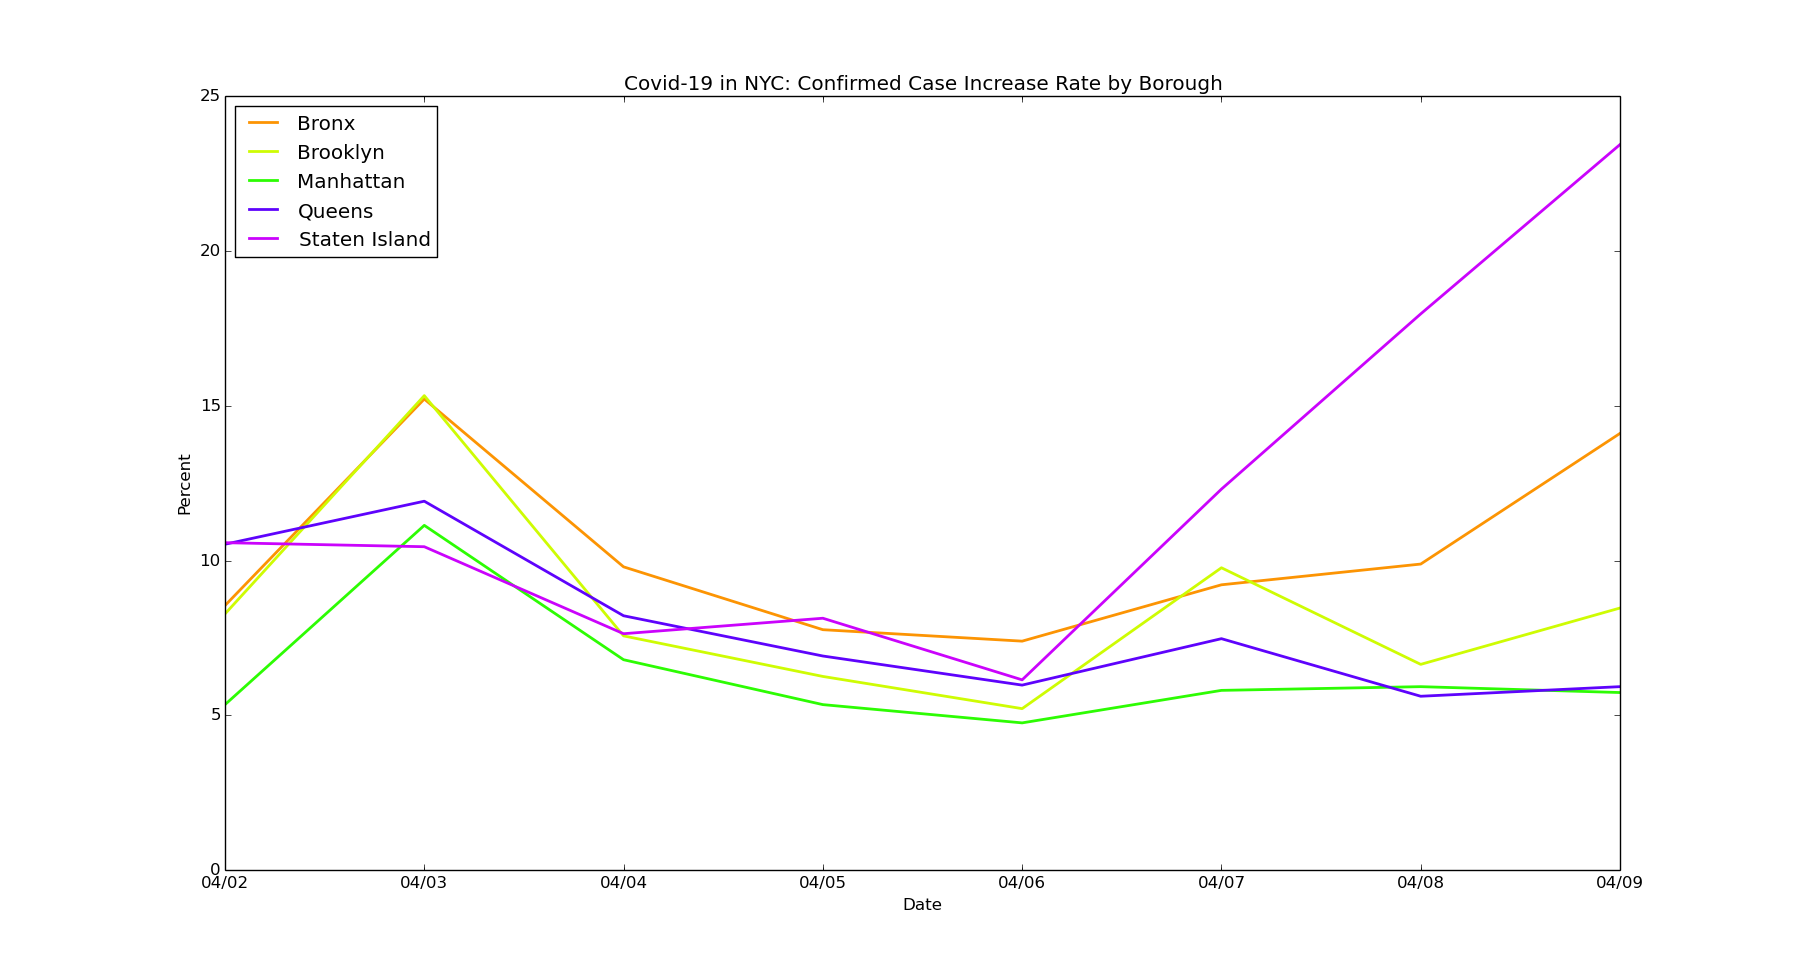 Covid-19 in NYC: Confirmed Case Increase Rate by Borough
25
20
15
10
5
0
Percent
Bronx
Brooklyn
Manhattan
Queens
Staten Island
04/02 04/03 04/04 04/05 04/06 04/07 04/08 04/09
Date